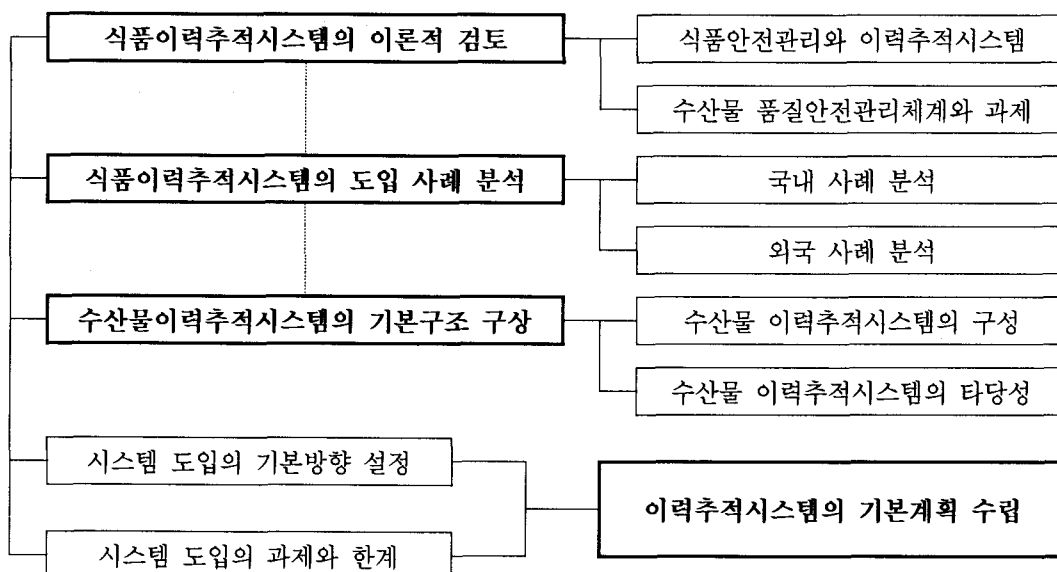 식품이력추적시스템의 이론적 검토
식품안전관리와 이력추적시스템
수산물 품질안전관리체계와 과제
식품이력추적시스템의 도입 사례 분석
국내 사례 분석
외국 사례 분석
수산물이력추적시스템의 기본구조 구상
수산물 이력추적시스템의 구성
수산물 이력추적시스템의 타당성
시스템 도입의 기본방향 설정
이력추적시스템의 기본계획 수립
시스템 도입의 과제와 한계